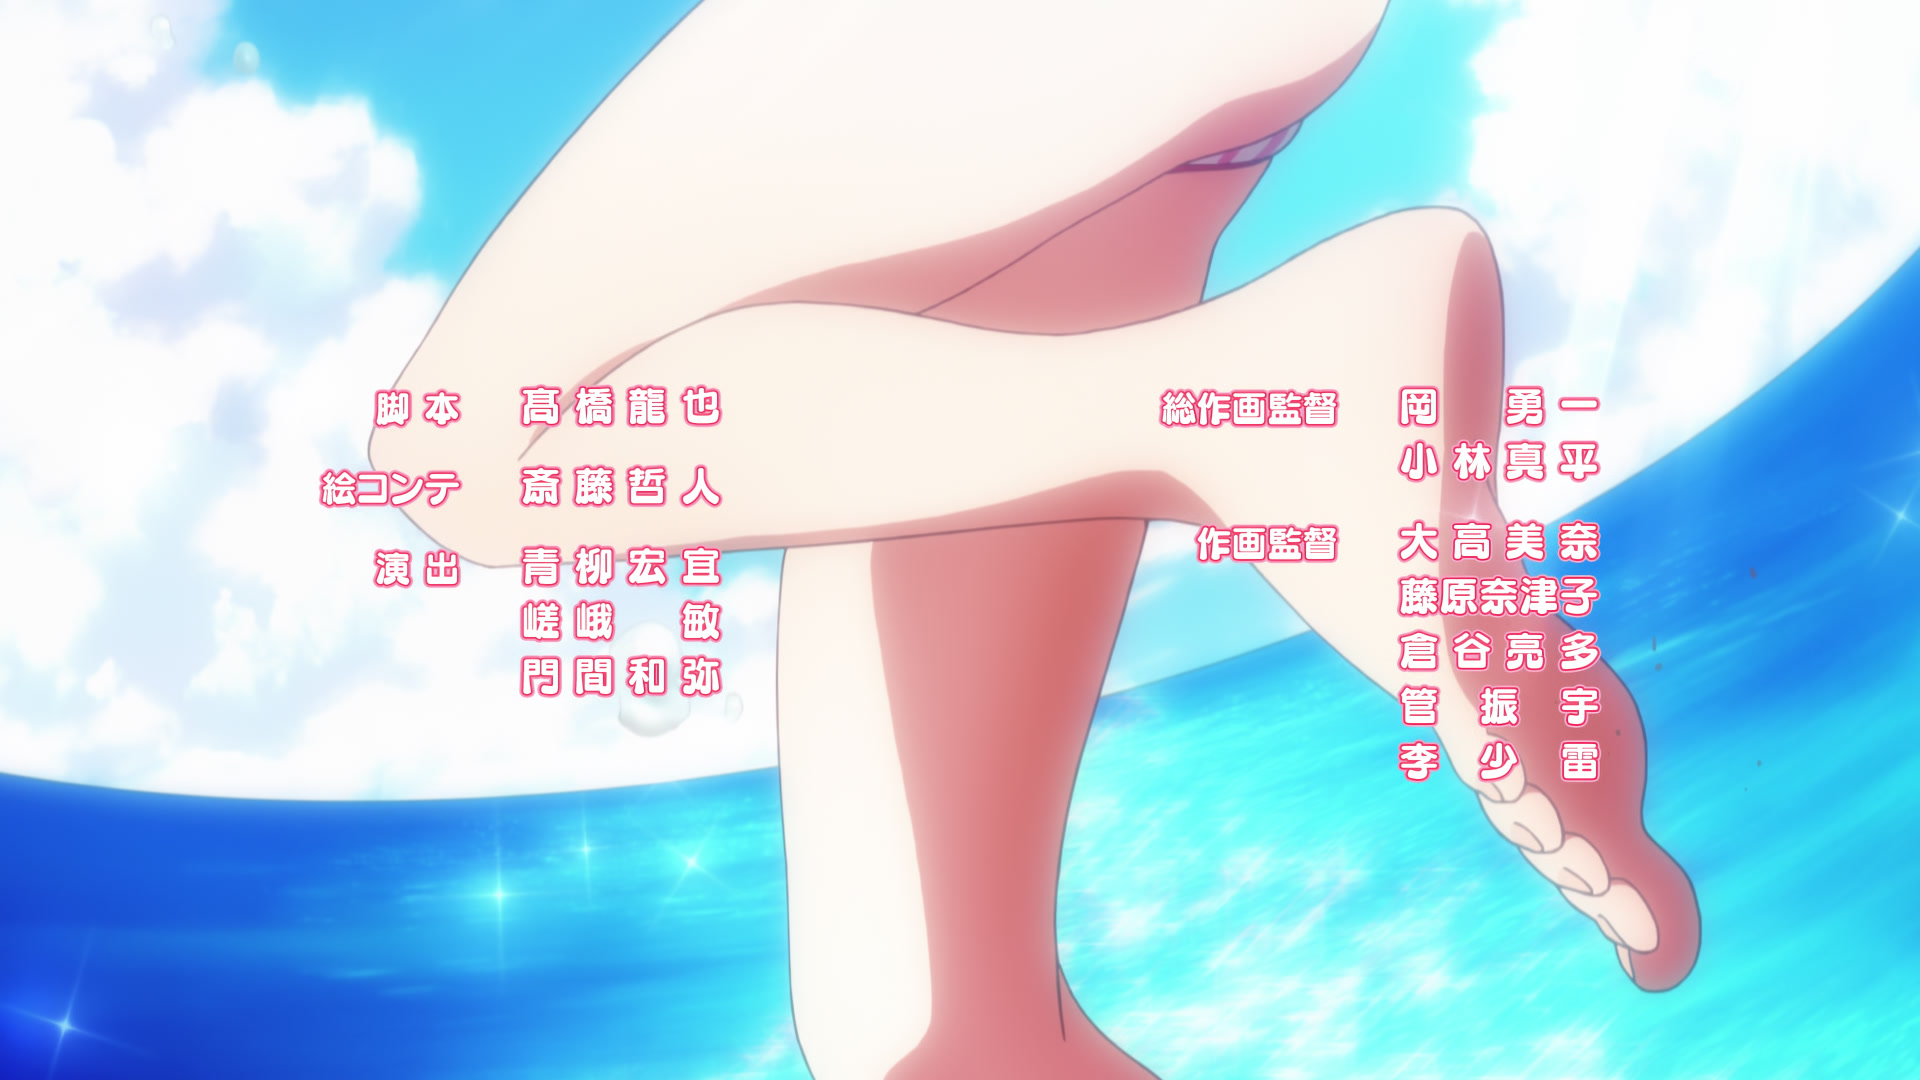 脚本 髙橋龍也
絵コンテ 斎藤哲人
演出 青柳宏宜
嵯峨 敏
門間和弥
総作画監督 岡 勇一
小林真平
作画監督 大高美奈
藤原奈津子
倉谷亮多
管 振 宇
李 少 雷